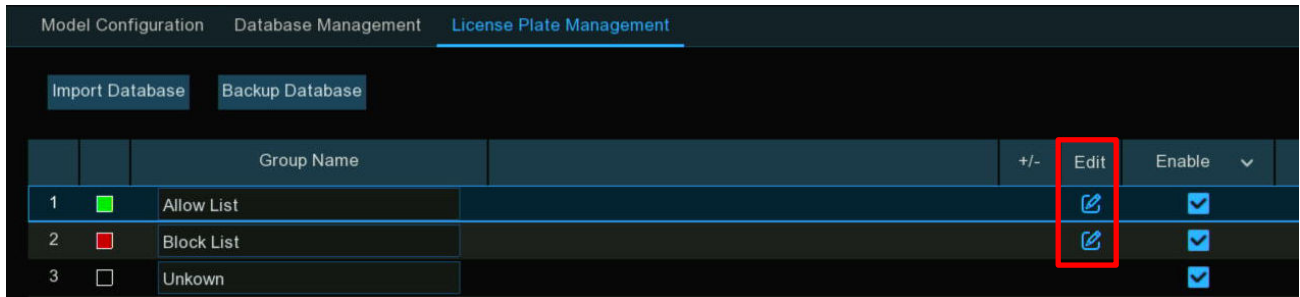 Model Configuration Database Management License Plate Management
Import Database Backup Database
Group Name +/- Edit Enable
1 Allow List
2 Block List
3 Unkown